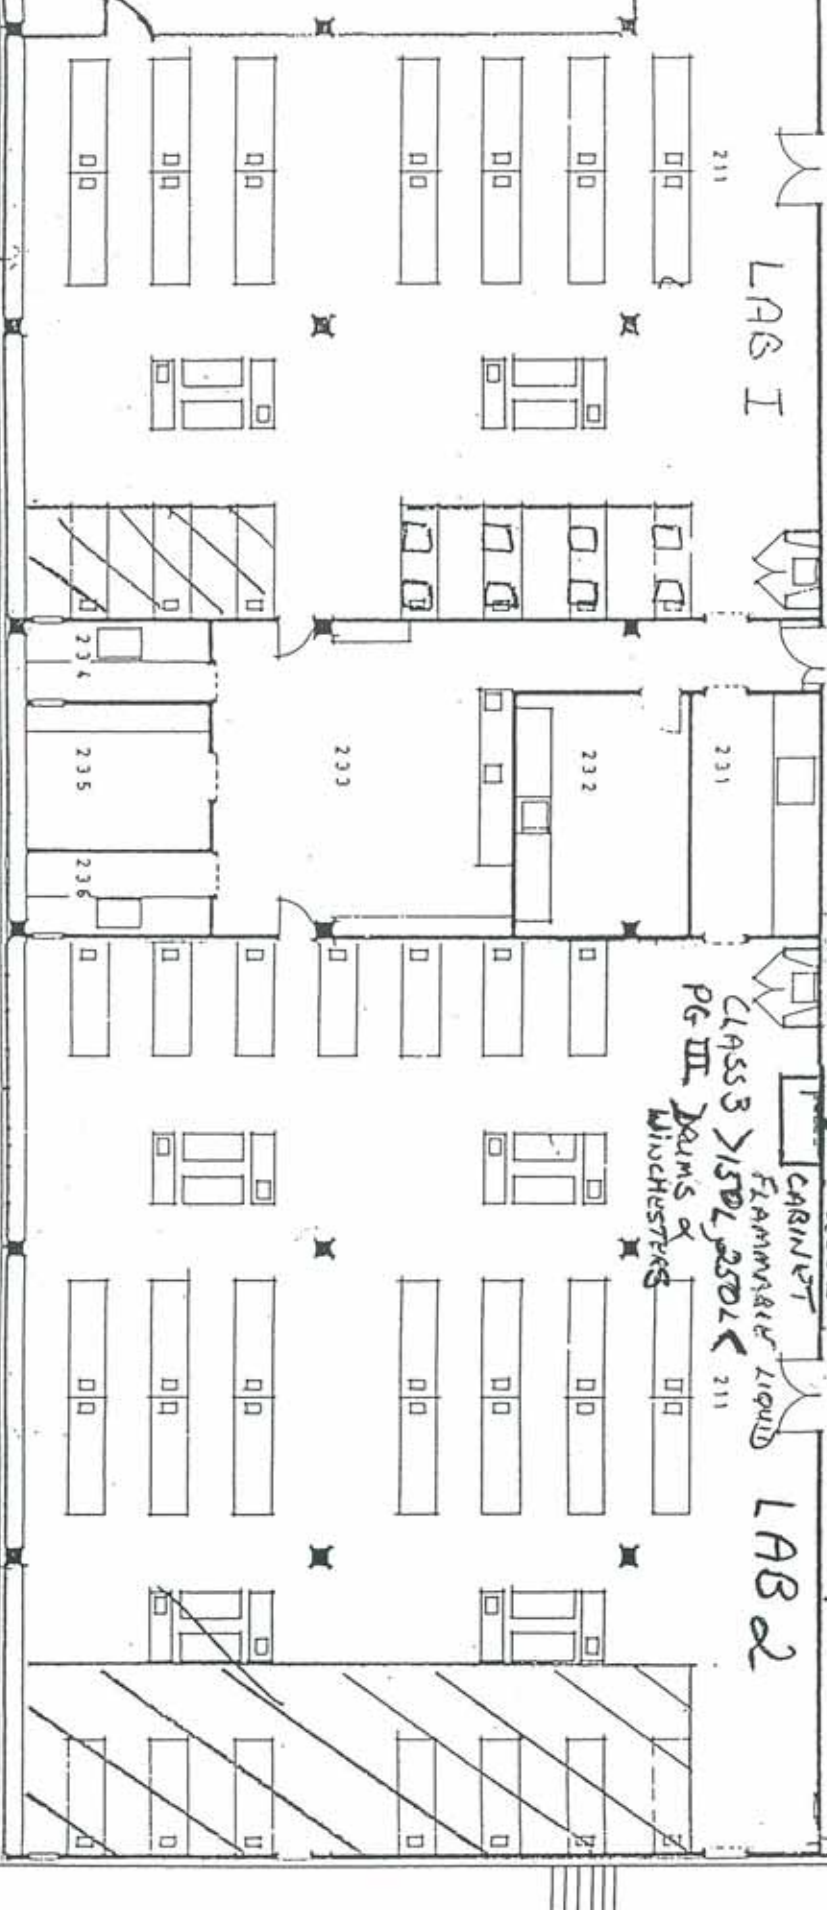 211
LAB I
234
235
236
233
232
231
CABINET
FLAMMABLE LIQUID
CLASS 3 >150L, 250L<
PG III DRUMS &
WINCHESTERS
211
LAB 2